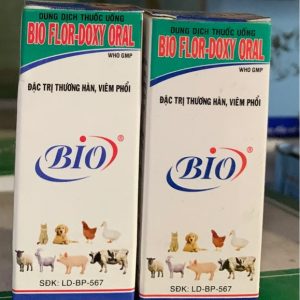 DUNG DỊCH THUỐC UỐNG
BIO FLOR-DOXY ORAL
WHO GMP
ĐẶC TRỊ THƯƠNG HÀN, VIÊM PHỔI
BIO®
SĐK: LD-BP-567
DUNG DỊCH THUỐC UỐNG
BIO FLOR-DOXY ORAL
WHO GMP
ĐẶC TRỊ THƯƠNG HÀN, VIÊM PHỔI
BIO®
SĐK: LD-BP-567